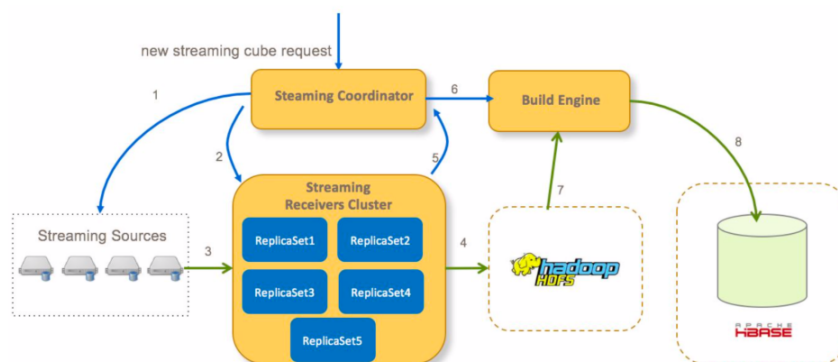 new streaming cube request
1
Steaming Coordinator
6
Build Engine
2
5
8
Streaming
Receivers Cluster
7
Streaming Sources
3
ReplicaSet1
ReplicaSet2
4
ReplicaSet3
ReplicaSet4
ReplicaSet5
hadoop
HDFS
APACHE
HBASE